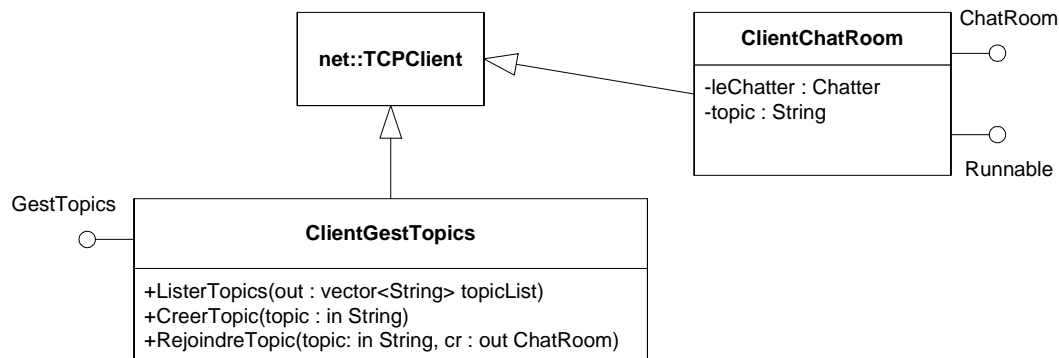 ChatRoom
ClientChatRoom
net::TCPClient
-leChatter : Chatter
-topic : String
Runnable
GestTopics
ClientGestTopics
+ListerTopics(out : vector<String> topicList)
+CreerTopic(topic : in String)
+RejoindreTopic(topic: in String, cr : out ChatRoom)